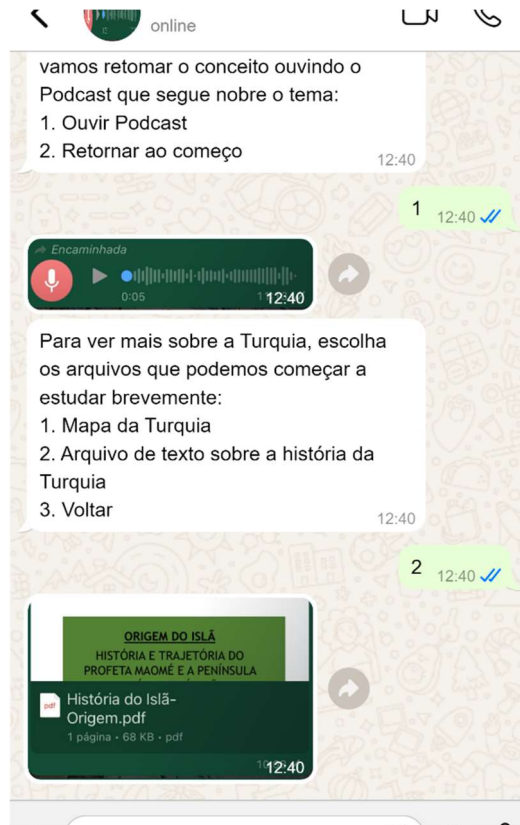 online
vamos retomar o conceito ouvindo o
Podcast que segue nobre o tema:
1. Ouvir Podcast
2. Retornar ao começo
12:40
1
12:40
Encaminhada
0:05
12:40
Para ver mais sobre a Turquia, escolha
os arquivos que podemos começar a
estudar brevemente:
1. Mapa da Turquia
2. Arquivo de texto sobre a história da
Turquia
3. Voltar
12:40
2
12:40
ORIGEM DO ISLÃ
HISTÓRIA E TRAJETÓRIA DO
PROFETA MAOMÉ E A PENÍNSULA
pdf
História do Islã-
Origem.pdf
1 página • 68 KB • pdf
12:40